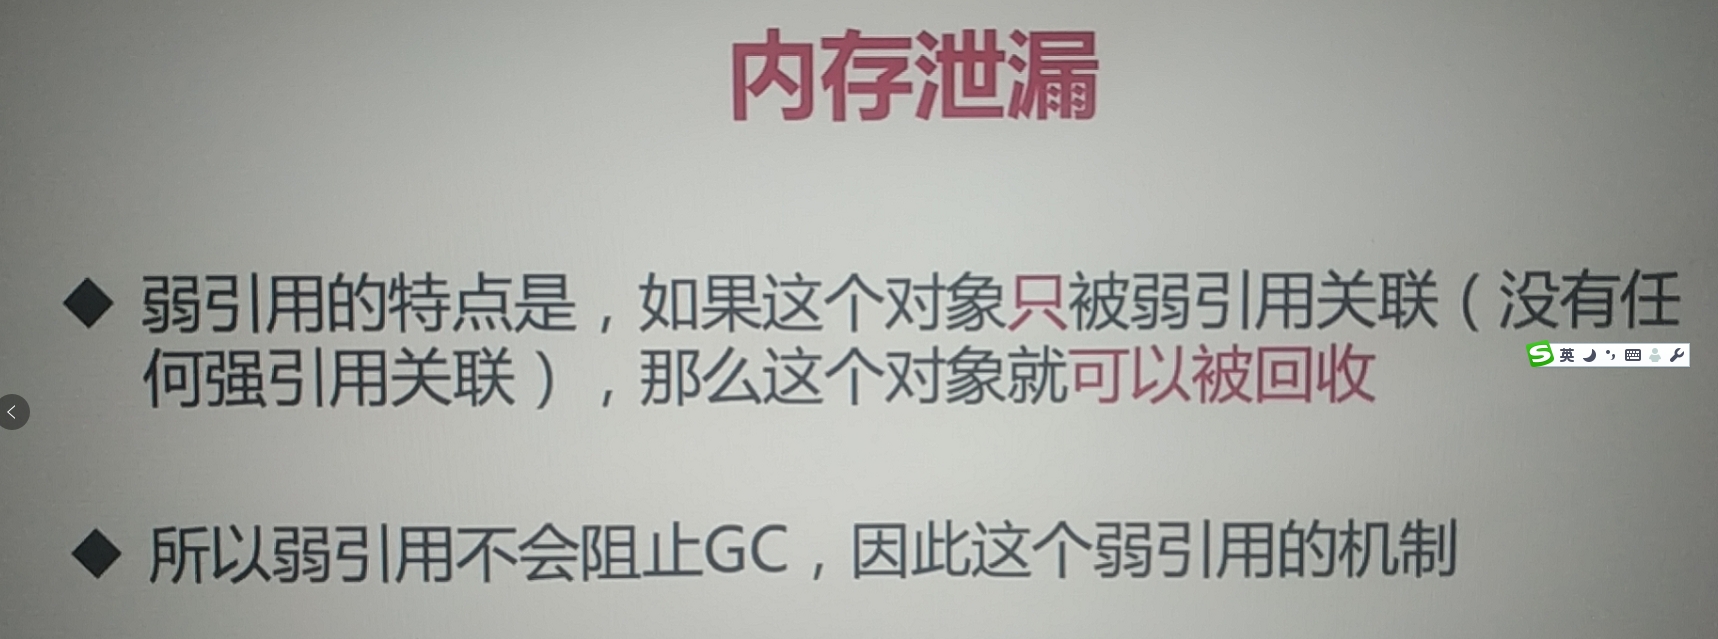 内存泄漏
◆ 弱引用的特点是，如果这个对象只被弱引用关联（没有任
何强引用关联），那么这个对象就可以被回收
英
◆ 所以弱引用不会阻止GC，因此这个弱引用的机制